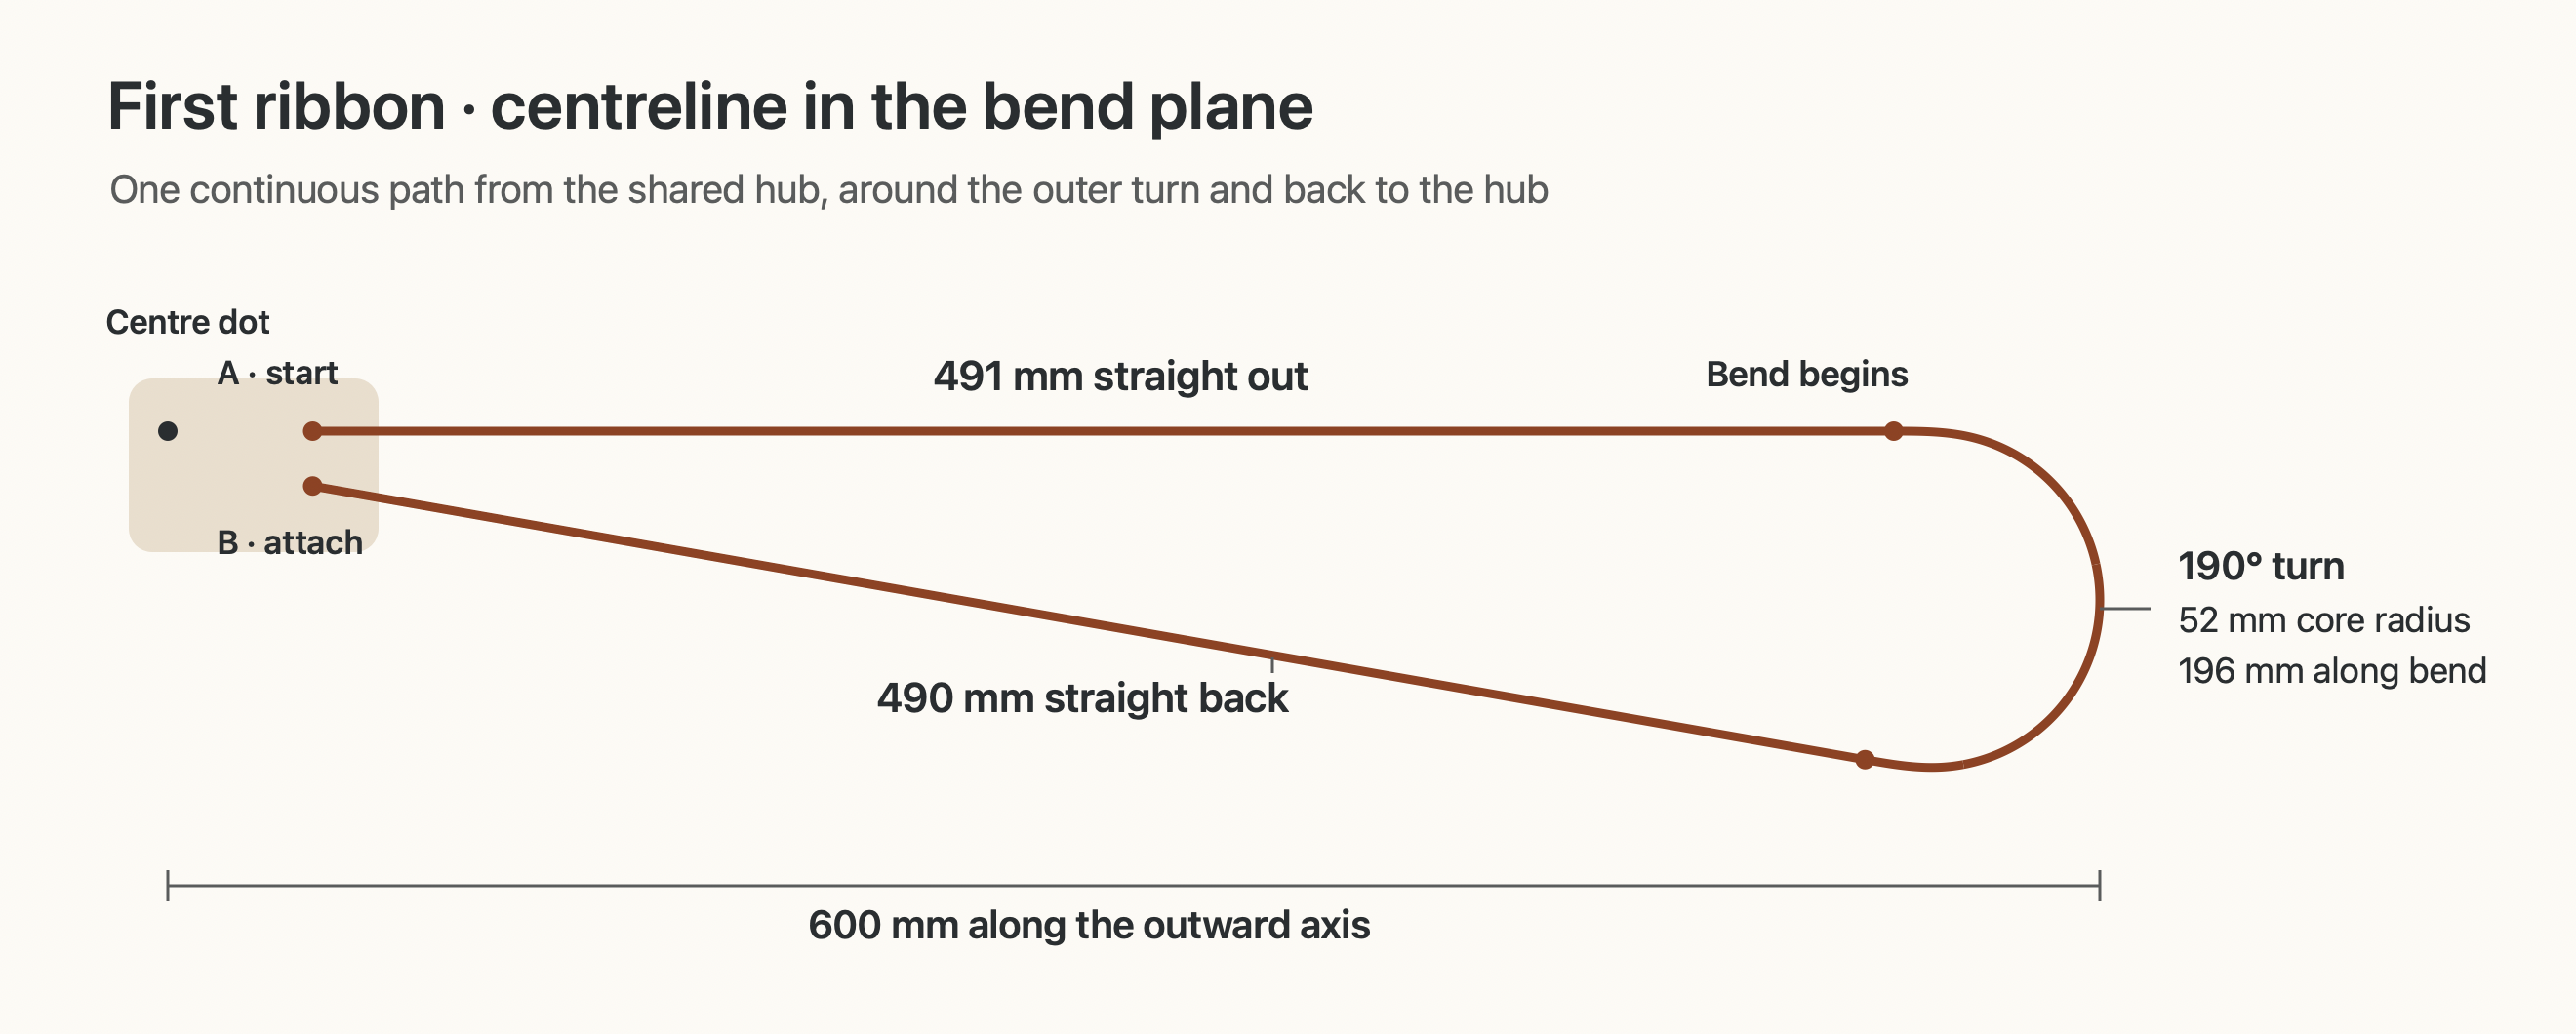 First ribbon · centreline in the bend plane
One continuous path from the shared hub, around the outer turn and back to the hub
Centre dot
A · start
491 mm straight out
Bend begins
B · attach
190° turn
52 mm core radius
196 mm along bend
490 mm straight back
600 mm along the outward axis